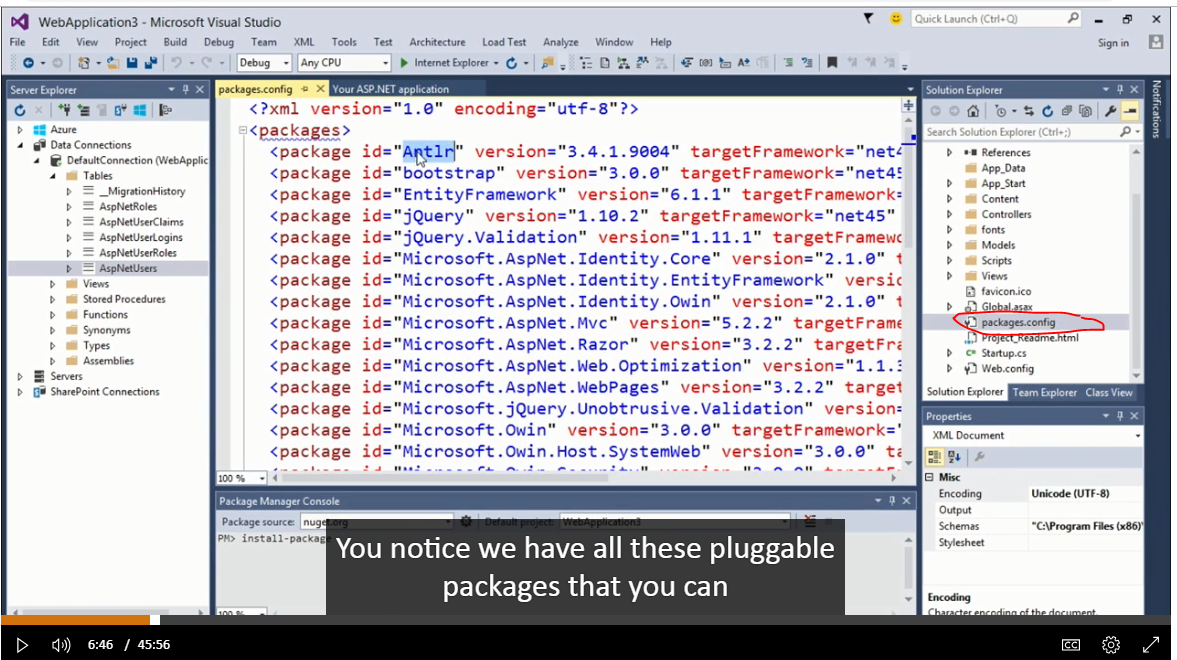 WebApplication3 - Microsoft Visual Studio
Quick Launch (Ctrl+Q)
File Edit View Project Build Debug Team XML Tools Test Architecture Load Test Analyze Window Help
Sign in
Debug Any CPU Internet Explorer
Server Explorer
Azure
Data Connections
DefaultConnection (WebApplic
Tables
__MigrationHistory
AspNetRoles
AspNetUserClaims
AspNetUserLogins
AspNetUserRoles
AspNetUsers
Views
Stored Procedures
Functions
Synonyms
Types
Assemblies
Servers
SharePoint Connections
packages.config Your ASP.NET application
<?xml version="1.0" encoding="utf-8"?>
<packages>
<package id="Antlr" version="3.4.1.9004" targetFramework="net4
<package id="bootstrap" version="3.0.0" targetFramework="net45
<package id="EntityFramework" version="6.1.1" targetFramework=
<package id="jQuery" version="1.10.2" targetFramework="net45"
<package id="jQuery.Validation" version="1.11.1" targetFramewo
<package id="Microsoft.AspNet.Identity.Core" version="2.1.0" t
<package id="Microsoft.AspNet.Identity.EntityFramework" versio
<package id="Microsoft.AspNet.Identity.Owin" version="2.1.0" t
<package id="Microsoft.AspNet.Mvc" version="5.2.2" targetFrame
<package id="Microsoft.AspNet.Razor" version="3.2.2" targetFra
<package id="Microsoft.AspNet.Web.Optimization" version="1.1.3
<package id="Microsoft.AspNet.WebPages" version="3.2.2" target
<package id="Microsoft.jQuery.Unobtrusive.Validation" version=
<package id="Microsoft.Owin" version="3.0.0" targetFramework="
<package id="Microsoft.Owin.Host.SystemWeb" version="3.0.0" ta
100 %
Package Manager Console
Package source: nuget.org Default project: WebApplication3
PM> install-package
100 %
Solution Explorer
Search Solution Explorer (Ctrl+;)
References
App_Data
App_Start
Content
Controllers
fonts
Models
Scripts
Views
favicon.ico
Global.asax
packages.config
Project_Readme.html
Startup.cs
Web.config
Solution Explorer Team Explorer Class View
Notifications
Properties
XML Document
Misc
Encoding Unicode (UTF-8)
Output
Schemas "C:\Program Files (x86)\
Stylesheet
Encoding
Character encoding of the document.
You notice we have all these pluggable
packages that you can
6:46 / 45:56
CC